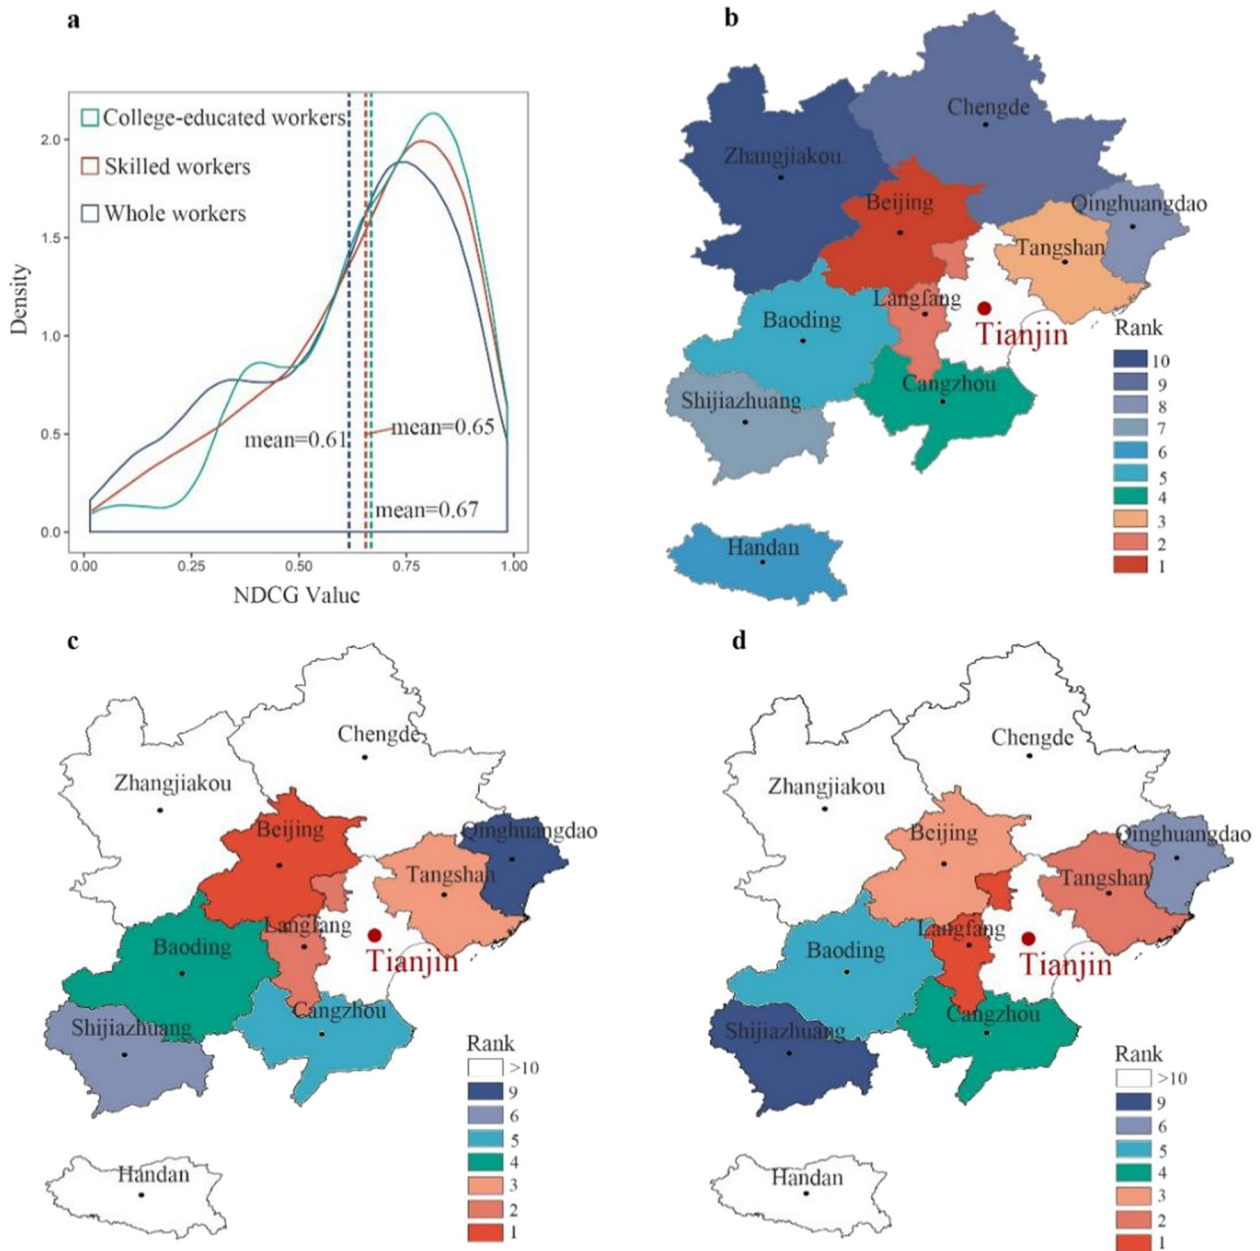 a
College-educated workers
Skilled workers
Whole workers
Density
2.0
1.5
1.0
0.5
0.0
mean=0.61
mean=0.65
mean=0.67
0.00 0.25 0.50 0.75 1.00
NDCG Value
b
Chengde
Zhangjiakou
Beijing
Qinghuangdao
Tangshan
Langfang
Tianjin
Baoding
Cangzhou
Shijiazhuang
Handan
Rank
10
9
8
7
6
5
4
3
2
1
c
Chengde
Zhangjiakou
Beijing
Qinghuangdao
Tangshan
Langfang
Tianjin
Baoding
Cangzhou
Shijiazhuang
Handan
Rank
>10
9
6
5
4
3
2
1
d
Chengde
Zhangjiakou
Beijing
Qinghuangdao
Tangshan
Langfang
Tianjin
Baoding
Cangzhou
Shijiazhuang
Handan
Rank
>10
9
6
5
4
3
2
1